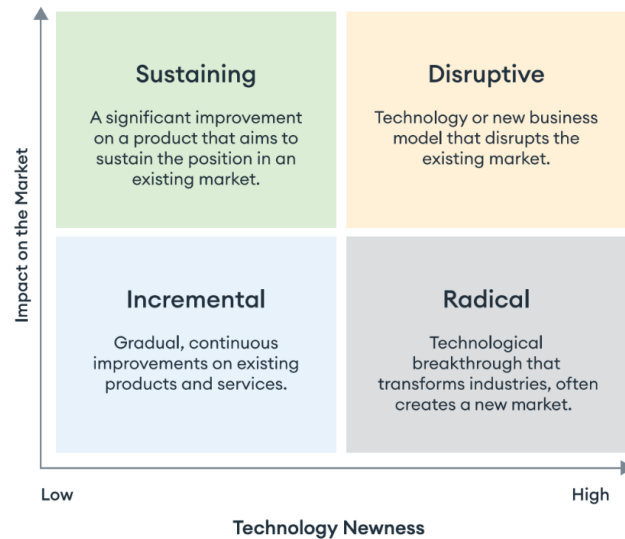 Sustaining
A significant improvement
on a product that aims to
sustain the position in an
existing market.
Disruptive
Technology or new business
model that disrupts the
existing market.
Incremental
Gradual, continuous
improvements on existing
products and services.
Radical
Technological
breakthrough that
transforms industries, often
creates a new market.
Impact on the Market
Low
High
Technology Newness